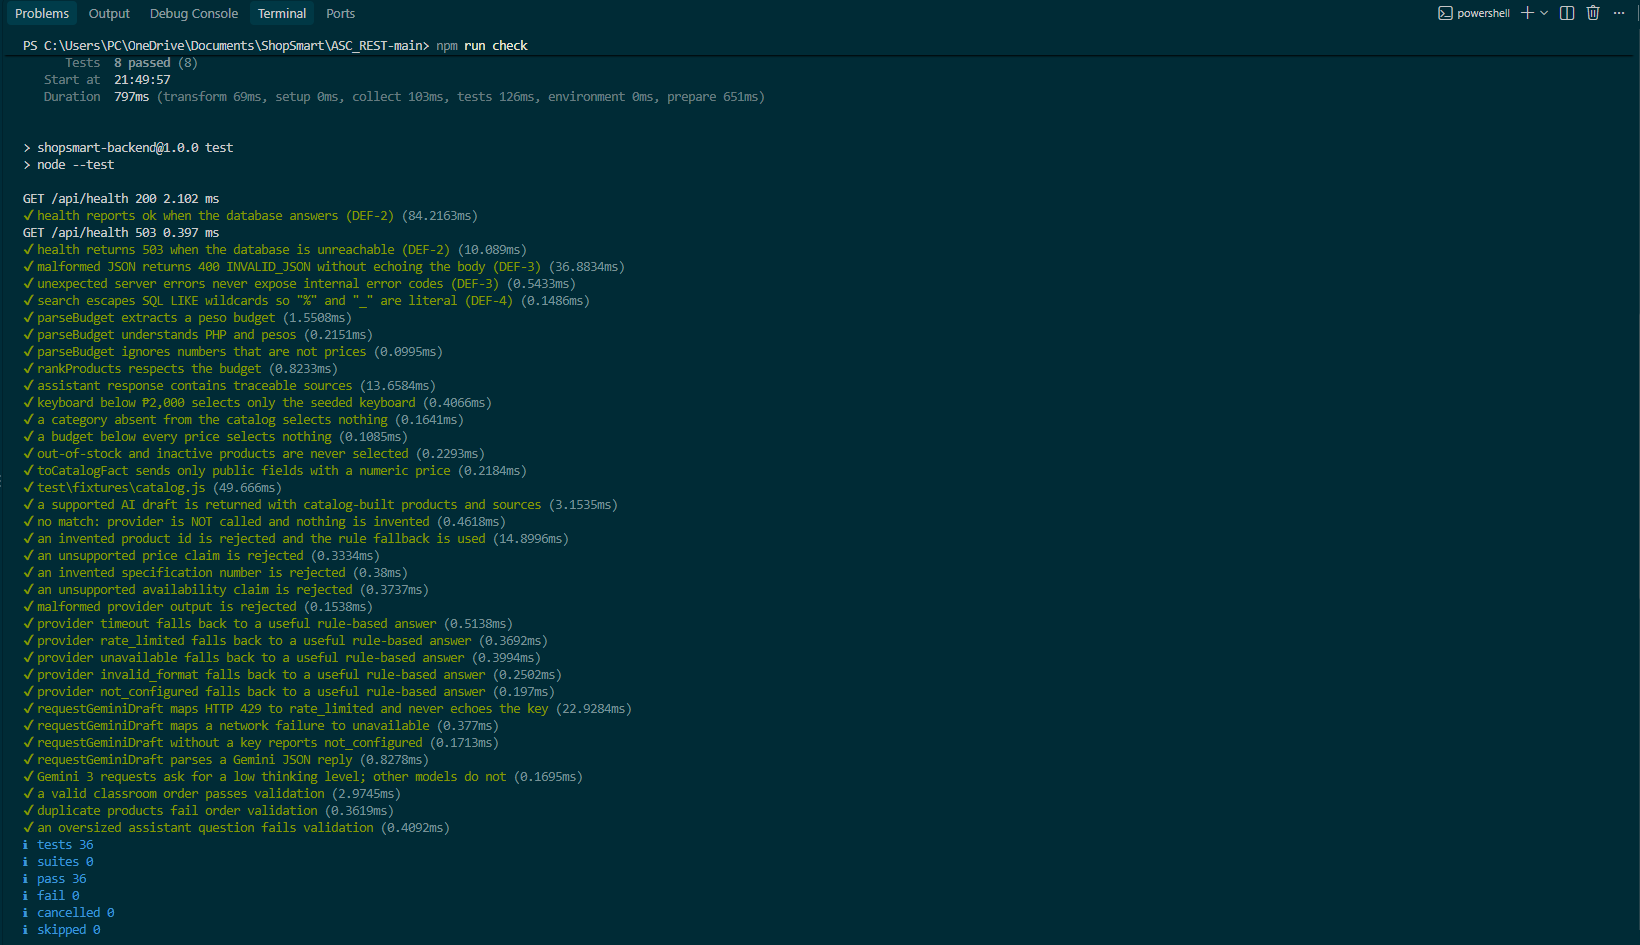 Problems Output Debug Console Terminal Ports
powershell
PS C:\Users\PC\OneDrive\Documents\ShopSmart\ASC_REST-main> npm run check
Tests 8 passed (8)
Start at 21:49:57
Duration 797ms (transform 69ms, setup 0ms, collect 103ms, tests 126ms, environment 0ms, prepare 651ms)
> shopsmart-backend@1.0.0 test
> node --test
GET /api/health 200 2.102 ms
✓ health reports ok when the database answers (DEF-2) (84.2163ms)
GET /api/health 503 0.397 ms
✓ health returns 503 when the database is unreachable (DEF-2) (10.089ms)
✓ malformed JSON returns 400 INVALID_JSON without echoing the body (DEF-3) (36.8834ms)
✓ unexpected server errors never expose internal error codes (DEF-3) (0.5433ms)
✓ search escapes SQL LIKE wildcards so "%" and "_" are literal (DEF-4) (0.1486ms)
✓ parseBudget extracts a peso budget (1.5508ms)
✓ parseBudget understands PHP and pesos (0.2151ms)
✓ parseBudget ignores numbers that are not prices (0.0995ms)
✓ rankProducts respects the budget (0.8233ms)
✓ assistant response contains traceable sources (13.6584ms)
✓ keyboard below ₱2,000 selects only the seeded keyboard (0.4066ms)
✓ a category absent from the catalog selects nothing (0.1641ms)
✓ a budget below every price selects nothing (0.1085ms)
✓ out-of-stock and inactive products are never selected (0.2293ms)
✓ toCatalogFact sends only public fields with a numeric price (0.2184ms)
✓ test\fixtures\catalog.js (49.666ms)
✓ a supported AI draft is returned with catalog-built products and sources (3.1535ms)
✓ no match: provider is NOT called and nothing is invented (0.4618ms)
✓ an invented product id is rejected and the rule fallback is used (14.8996ms)
✓ an unsupported price claim is rejected (0.3334ms)
✓ an invented specification number is rejected (0.38ms)
✓ an unsupported availability claim is rejected (0.3737ms)
✓ malformed provider output is rejected (0.1538ms)
✓ provider timeout falls back to a useful rule-based answer (0.5138ms)
✓ provider rate_limited falls back to a useful rule-based answer (0.3692ms)
✓ provider unavailable falls back to a useful rule-based answer (0.3994ms)
✓ provider invalid_format falls back to a useful rule-based answer (0.2502ms)
✓ provider not_configured falls back to a useful rule-based answer (0.197ms)
✓ requestGeminiDraft maps HTTP 429 to rate_limited and never echoes the key (22.9284ms)
✓ requestGeminiDraft maps a network failure to unavailable (0.377ms)
✓ requestGeminiDraft without a key reports not_configured (0.1713ms)
✓ requestGeminiDraft parses a Gemini JSON reply (0.8278ms)
✓ Gemini 3 requests ask for a low thinking level; other models do not (0.1695ms)
✓ a valid classroom order passes validation (2.9745ms)
✓ duplicate products fail order validation (0.3619ms)
✓ an oversized assistant question fails validation (0.4092ms)
ℹ tests 36
ℹ suites 0
ℹ pass 36
ℹ fail 0
ℹ cancelled 0
ℹ skipped 0